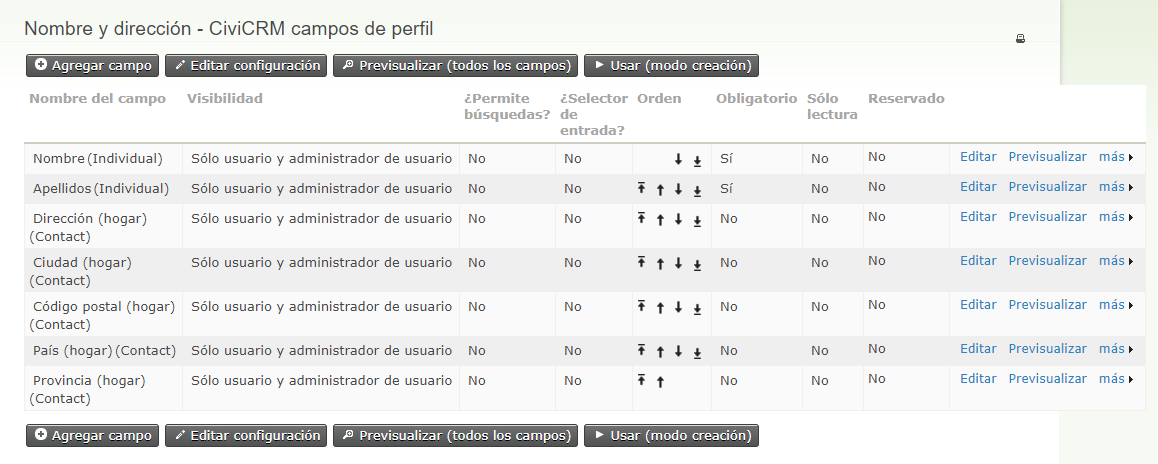 Nombre y dirección - CiviCRM campos de perfil
Agregar campo Editar configuración Previsualizar (todos los campos) Usar (modo creación)
Nombre del campo Visibilidad ¿Permite búsquedas? ¿Selector de entrada? Orden Obligatorio Sólo lectura Reservado
Nombre (Individual) Sólo usuario y administrador de usuario No No Sí No No Editar Previsualizar más
Apellidos (Individual) Sólo usuario y administrador de usuario No No Sí No No Editar Previsualizar más
Dirección (hogar) (Contact) Sólo usuario y administrador de usuario No No No No No Editar Previsualizar más
Ciudad (hogar) (Contact) Sólo usuario y administrador de usuario No No No No No Editar Previsualizar más
Código postal (hogar) (Contact) Sólo usuario y administrador de usuario No No No No No Editar Previsualizar más
País (hogar) (Contact) Sólo usuario y administrador de usuario No No No No No Editar Previsualizar más
Provincia (hogar) (Contact) Sólo usuario y administrador de usuario No No No No No Editar Previsualizar más
Agregar campo Editar configuración Previsualizar (todos los campos) Usar (modo creación)